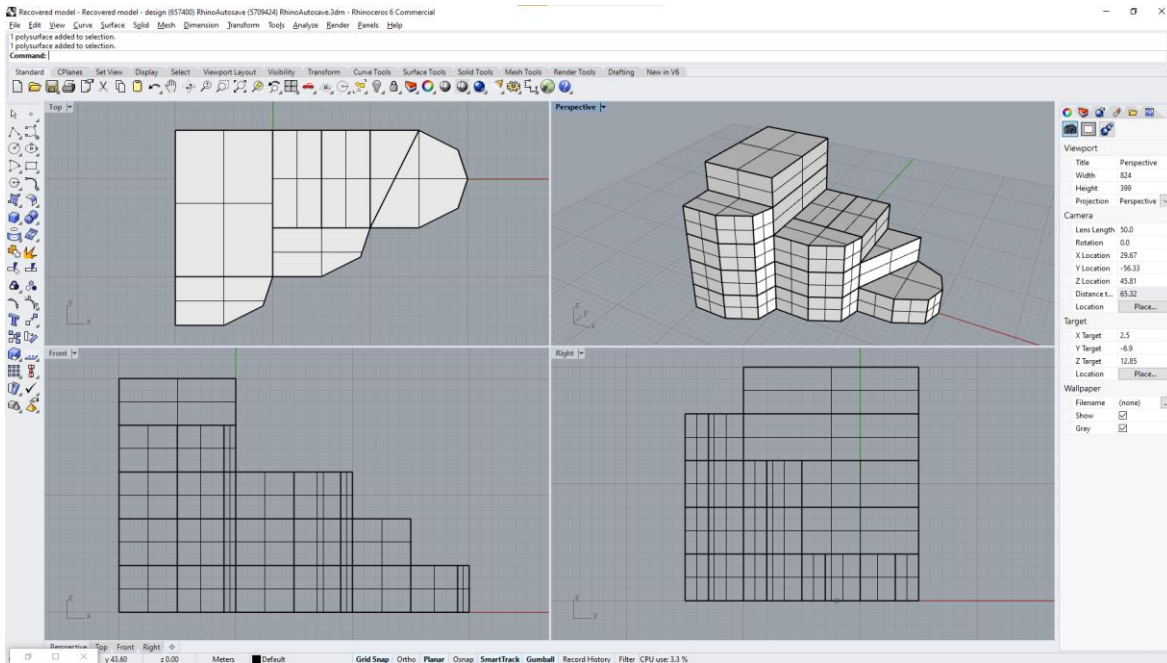 Recovered model - Recovered model - design (657400) RhinoAutosave (5709424) RhinoAutosave.3dm - Rhinoceros 6 Commercial
File Edit View Curve Surface Solid Mesh Dimension Transform Tools Analyze Render Panels Help
1 polysurface added to selection.
1 polysurface added to selection.
Command:
Standard CPlanes Set View Display Select Viewport Layout Visibility Transform Curve Tools Surface Tools Solid Tools Mesh Tools Render Tools Drafting New in V6
Top
y
x
Perspective
z
y
x
Front
z
x
Right
z
y
Viewport
Title Perspective
Width 824
Height 399
Projection Perspective
Camera
Lens Length 50.0
Rotation 0.0
X Location 29.67
Y Location -56.33
Z Location 45.81
Distance t... 65.32
Location Place...
Target
X Target 2.5
Y Target -6.9
Z Target 12.85
Location Place...
Wallpaper
Filename (none)
Show
Gray
Perspective Top Front Right
y 43.60 z 0.00 Meters Default Grid Snap Ortho Planar Osnap SmartTrack Gumball Record History Filter CPU use: 3.3 %